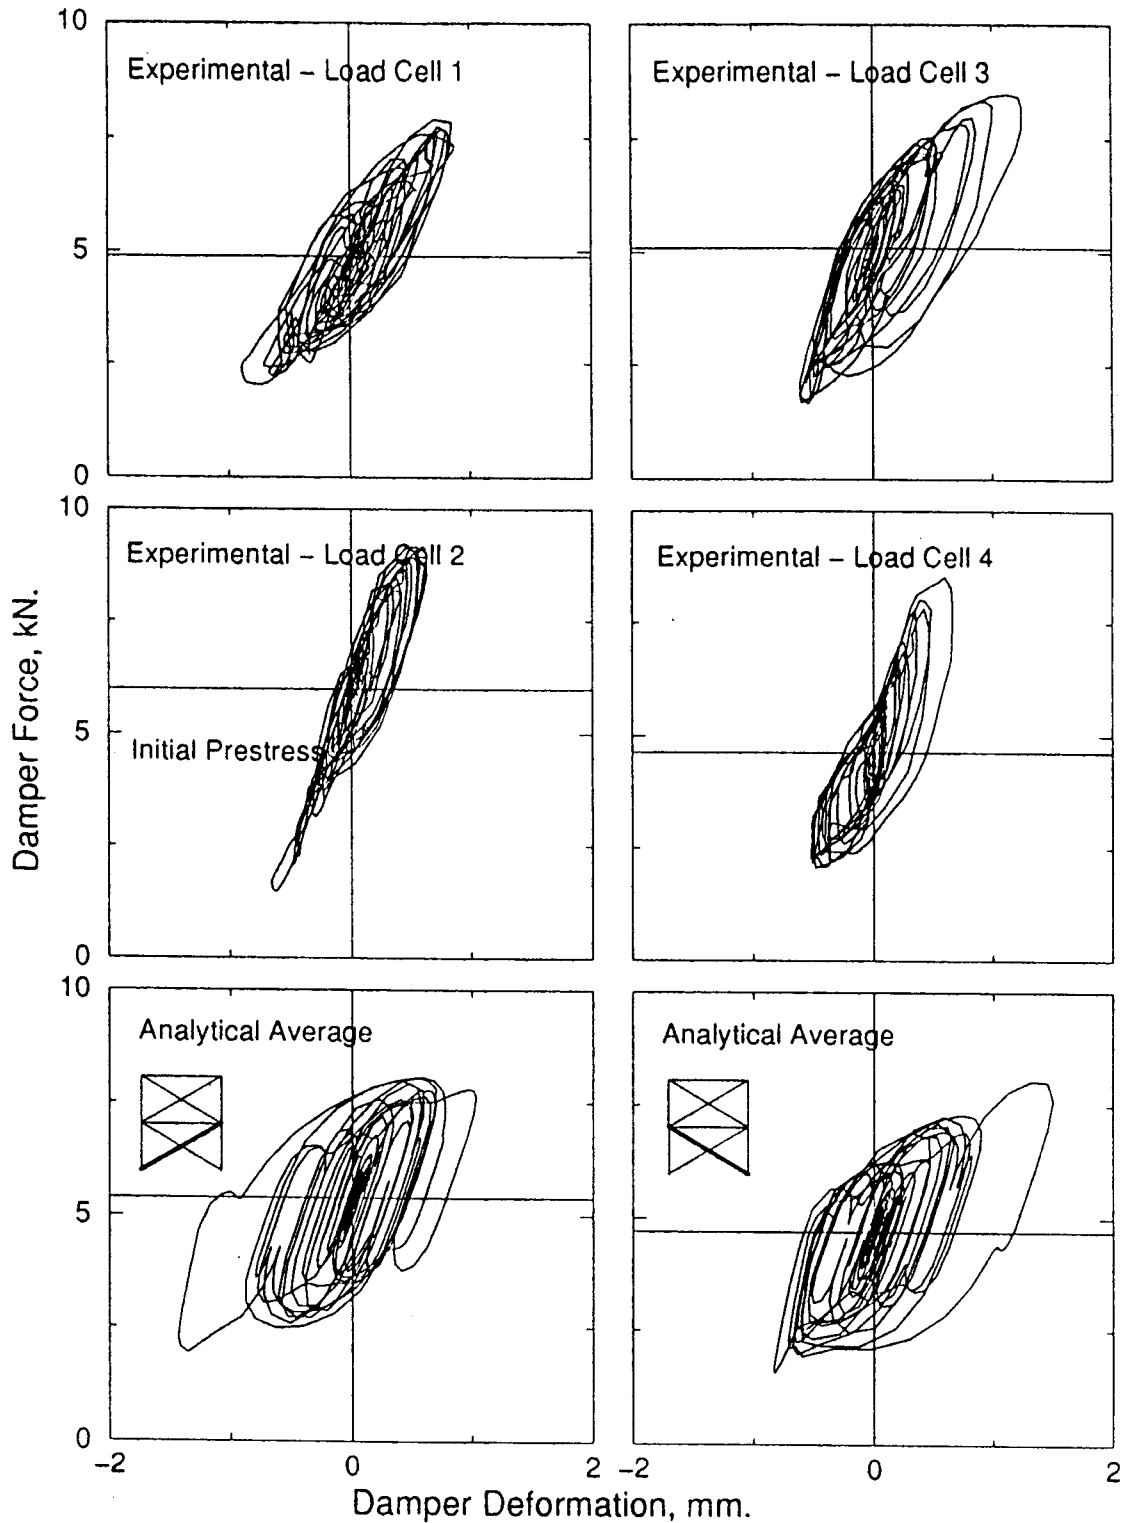 10
Experimental – Load Cell 1
Experimental – Load Cell 3
5
0
10
Experimental – Load Cell 2
Experimental – Load Cell 4
Damper Force, kN.
5
Initial Prestress
0
10
Analytical Average
Analytical Average
5
0
–2 0 2 –2 0 2
Damper Deformation, mm.